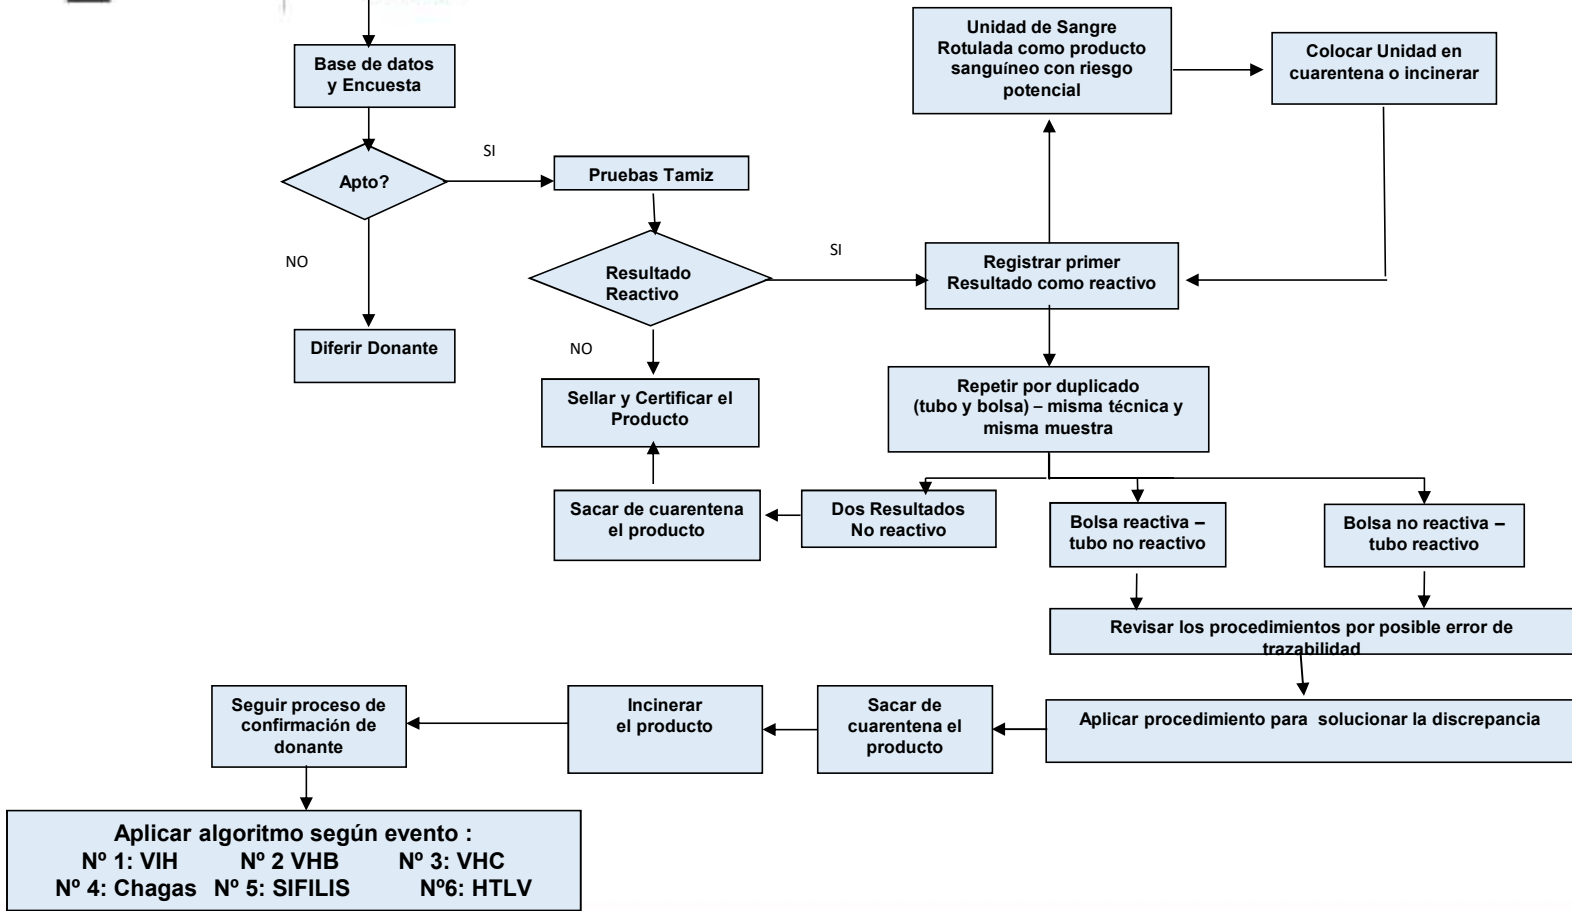 Unidad de Sangre
Rotulada como producto
sanguíneo con riesgo
potencial
Colocar Unidad en
cuarentena o incinerar
Base de datos
y Encuesta
SI
Apto?
Pruebas Tamiz
NO
SI
Resultado
Reactivo
Registrar primer
Resultado como reactivo
Diferir Donante
NO
Sellar y Certificar el
Producto
Repetir por duplicado
(tubo y bolsa) – misma técnica y
misma muestra
Sacar de cuarentena
el producto
Dos Resultados
No reactivo
Bolsa reactiva –
tubo no reactivo
Bolsa no reactiva –
tubo reactivo
Revisar los procedimientos por posible error de
trazabilidad
Seguir proceso de
confirmación de
donante
Incinerar
el producto
Sacar de
cuarentena el
producto
Aplicar procedimiento para solucionar la discrepancia
Aplicar algoritmo según evento :
Nº 1: VIH Nº 2 VHB Nº 3: VHC
Nº 4: Chagas Nº 5: SIFILIS Nº6: HTLV